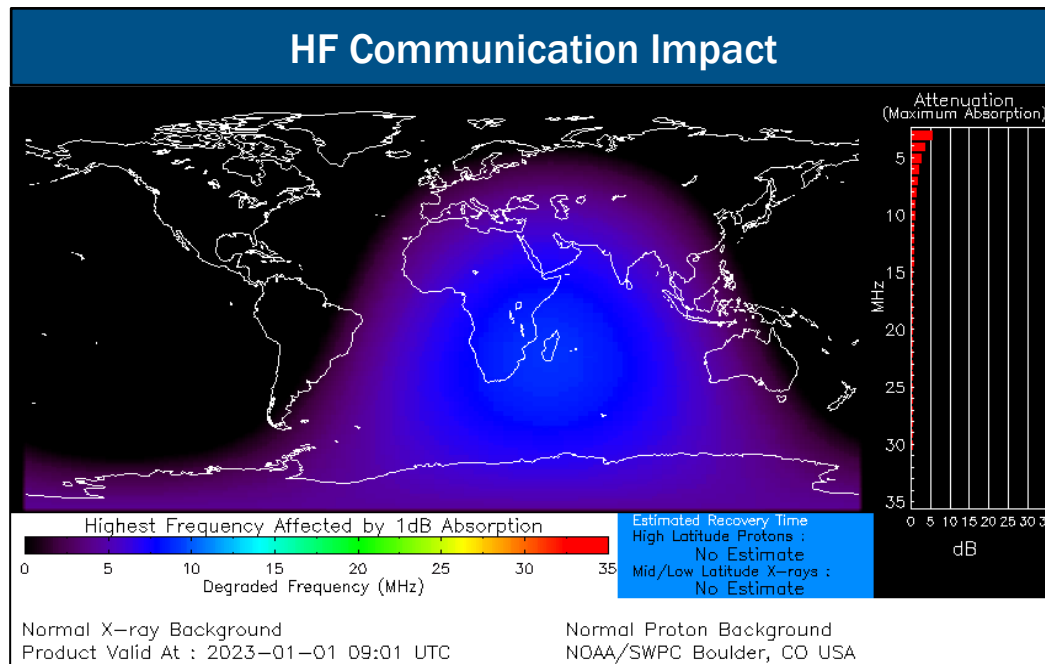 HF Communication Impact
Attenuation
(Maximum Absorption)
5
10
15
20
25
30
35
MHz
0 5 10 15 20 25 30 3
dB
Highest Frequency Affected by 1dB Absorption
0 5 10 15 20 25 30 35
Degraded Frequency (MHz)
Estimated Recovery Time
High Latitude Protons :
No Estimate
Mid/Low Latitude X-rays :
No Estimate
Normal X-ray Background
Product Valid At : 2023-01-01 09:01 UTC
Normal Proton Background
NOAA/SWPC Boulder, CO USA